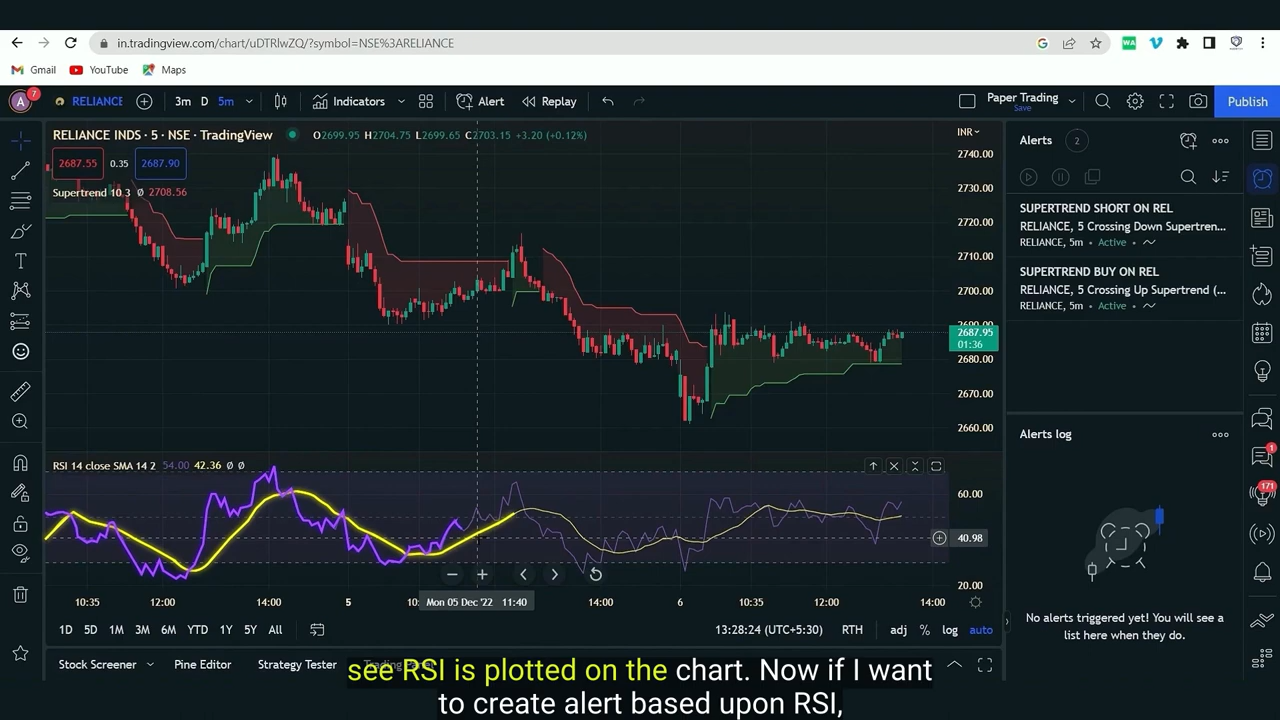 in.tradingview.com/chart/uDTRlwZQ/?symbol=NSE%3ARELIANCE
Gmail YouTube Maps
A 7 RELIANCE 3m D 5m Indicators Alert Replay Paper Trading Save Publish
RELIANCE INDS · 5 · NSE · TradingView O2699.95 H2704.75 L2699.65 C2703.15 +3.20 (+0.12%) INR
2687.55 0.35 2687.90
Supertrend 10 3 Ø 2708.56
2740.00
2730.00
2720.00
2710.00
2700.00
2690.00
2687.95
01:36
2680.00
2670.00
2660.00
Alerts 2
SUPERTREND SHORT ON REL
RELIANCE, 5 Crossing Down Supertren...
RELIANCE, 5m • Active •
SUPERTREND BUY ON REL
RELIANCE, 5 Crossing Up Supertrend (...
RELIANCE, 5m • Active •
Alerts log
No alerts triggered yet! You will see a
list here when they do.
1
171
RSI 14 close SMA 14 2 54.00 42.36 Ø Ø
60.00
40.98
20.00
10:35 12:00 14:00 5 10: Mon 05 Dec '22 11:40 14:00 6 10:35 12:00 14:00
1D 5D 1M 3M 6M YTD 1Y 5Y All 13:28:24 (UTC+5:30) RTH adj % log auto
Stock Screener Pine Editor Strategy Tester
see RSI is plotted on the chart. Now if I want
to create alert based upon RSI,